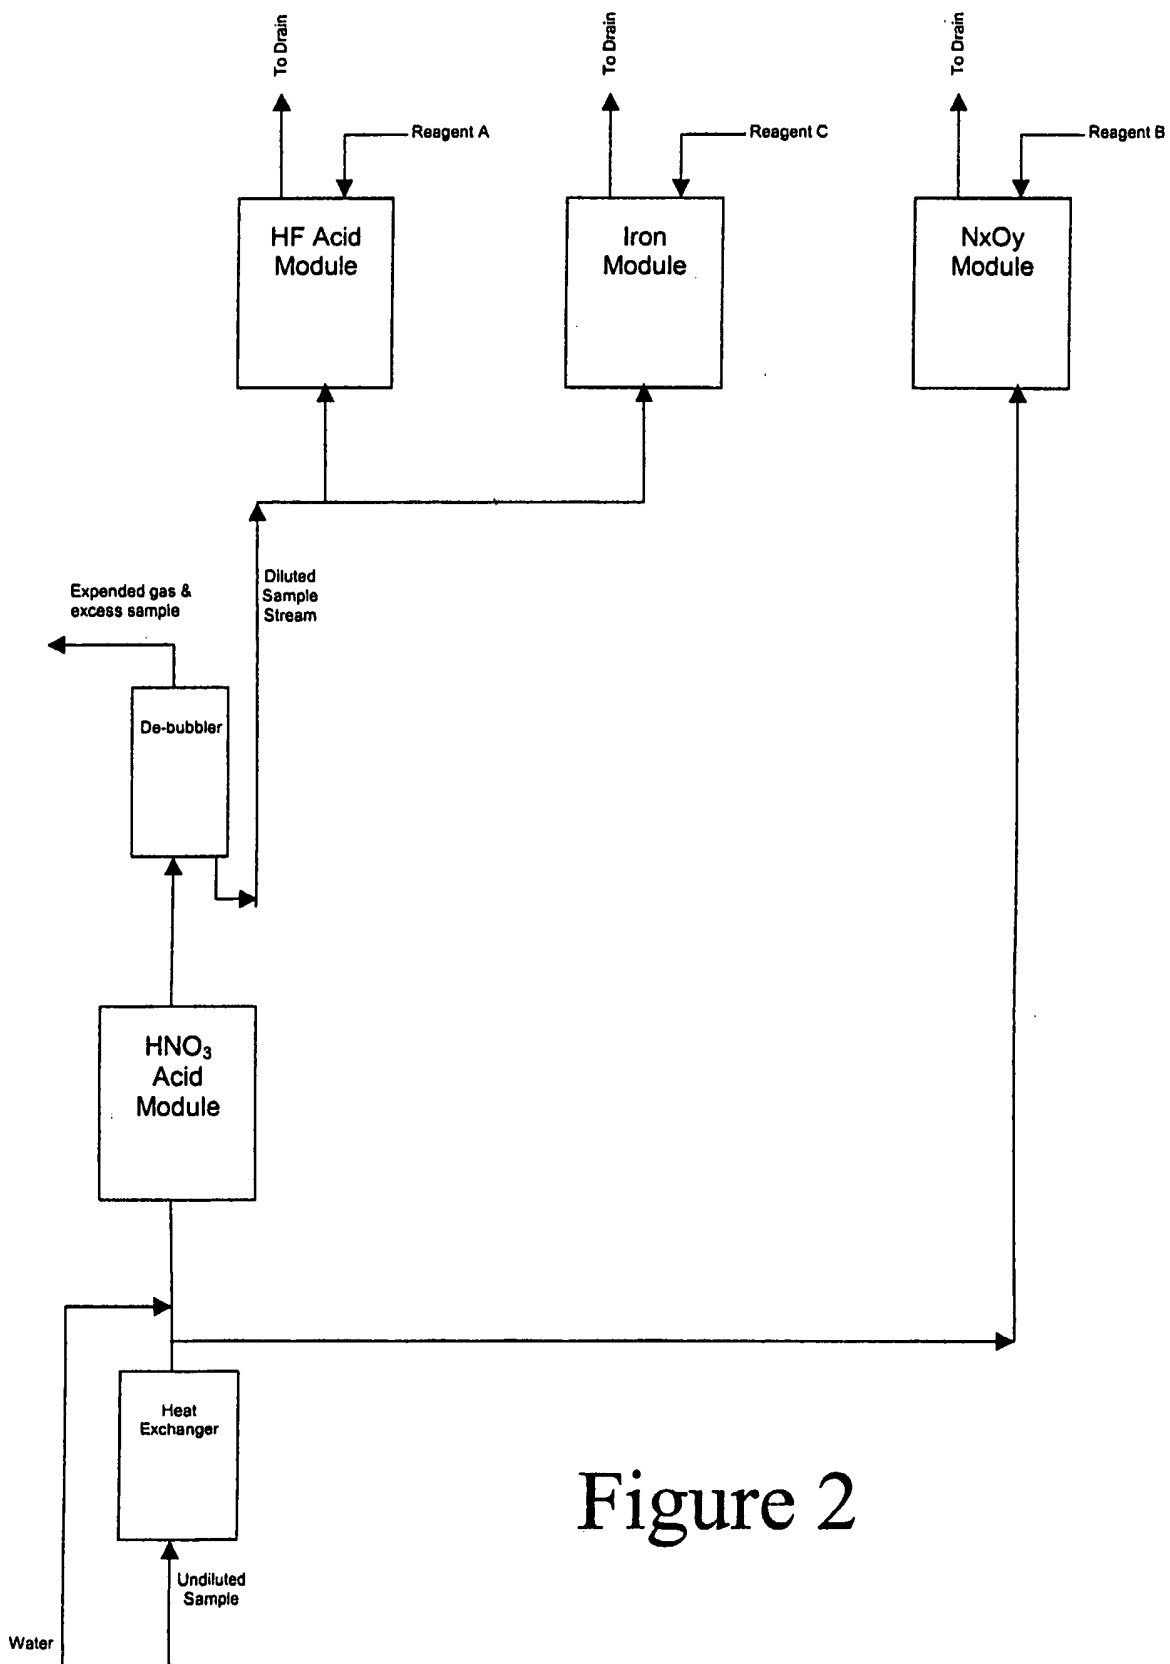 To Drain
To Drain
To Drain
Reagent A
Reagent C
Reagent B
HF Acid
Module
Iron
Module
NxOy
Module
Expended gas &
excess sample
Diluted
Sample
Stream
De-bubbler
HNO₃
Acid
Module
Heat
Exchanger
Figure 2
Undiluted
Sample
Water